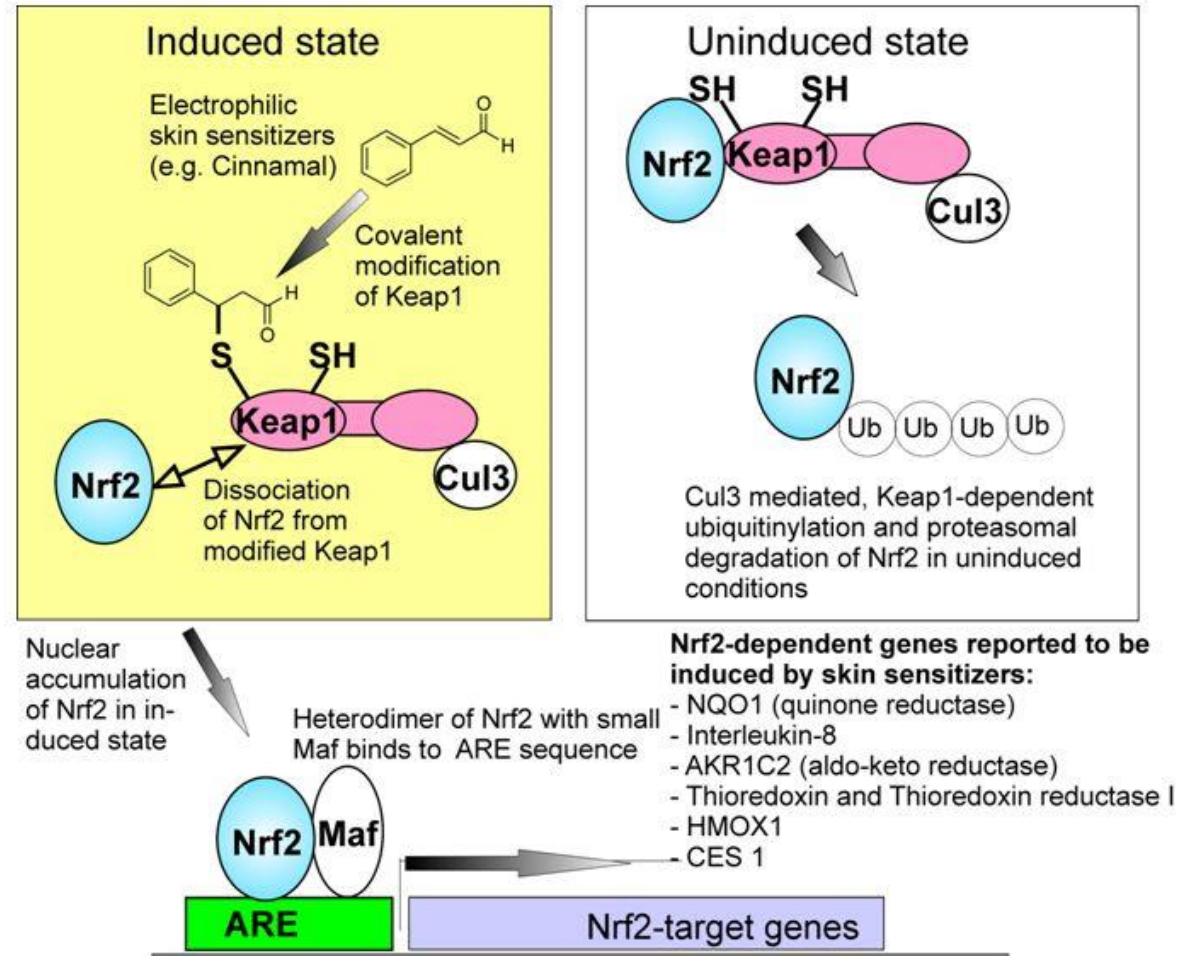 Induced state
Electrophilic
skin sensitizers
(e.g. Cinnamal)
O
H
Covalent
modification
of Keap1
H
O
S
SH
Keap1
Nrf2
Cul3
Dissociation
of Nrf2 from
modified Keap1
Uninduced state
SH
SH
Nrf2
Keap1
Cul3
Nrf2
Ub
Ub
Ub
Ub
Cul3 mediated, Keap1-dependent
ubiquitinylation and proteasomal
degradation of Nrf2 in uninduced
conditions
Nuclear
accumulation
of Nrf2 in in-
duced state
Heterodimer of Nrf2 with small
Maf binds to ARE sequence
Nrf2-dependent genes reported to be
induced by skin sensitizers:
- NQO1 (quinone reductase)
- Interleukin-8
- AKR1C2 (aldo-keto reductase)
- Thioredoxin and Thioredoxin reductase I
- HMOX1
- CES 1
Nrf2
Maf
ARE
Nrf2-target genes